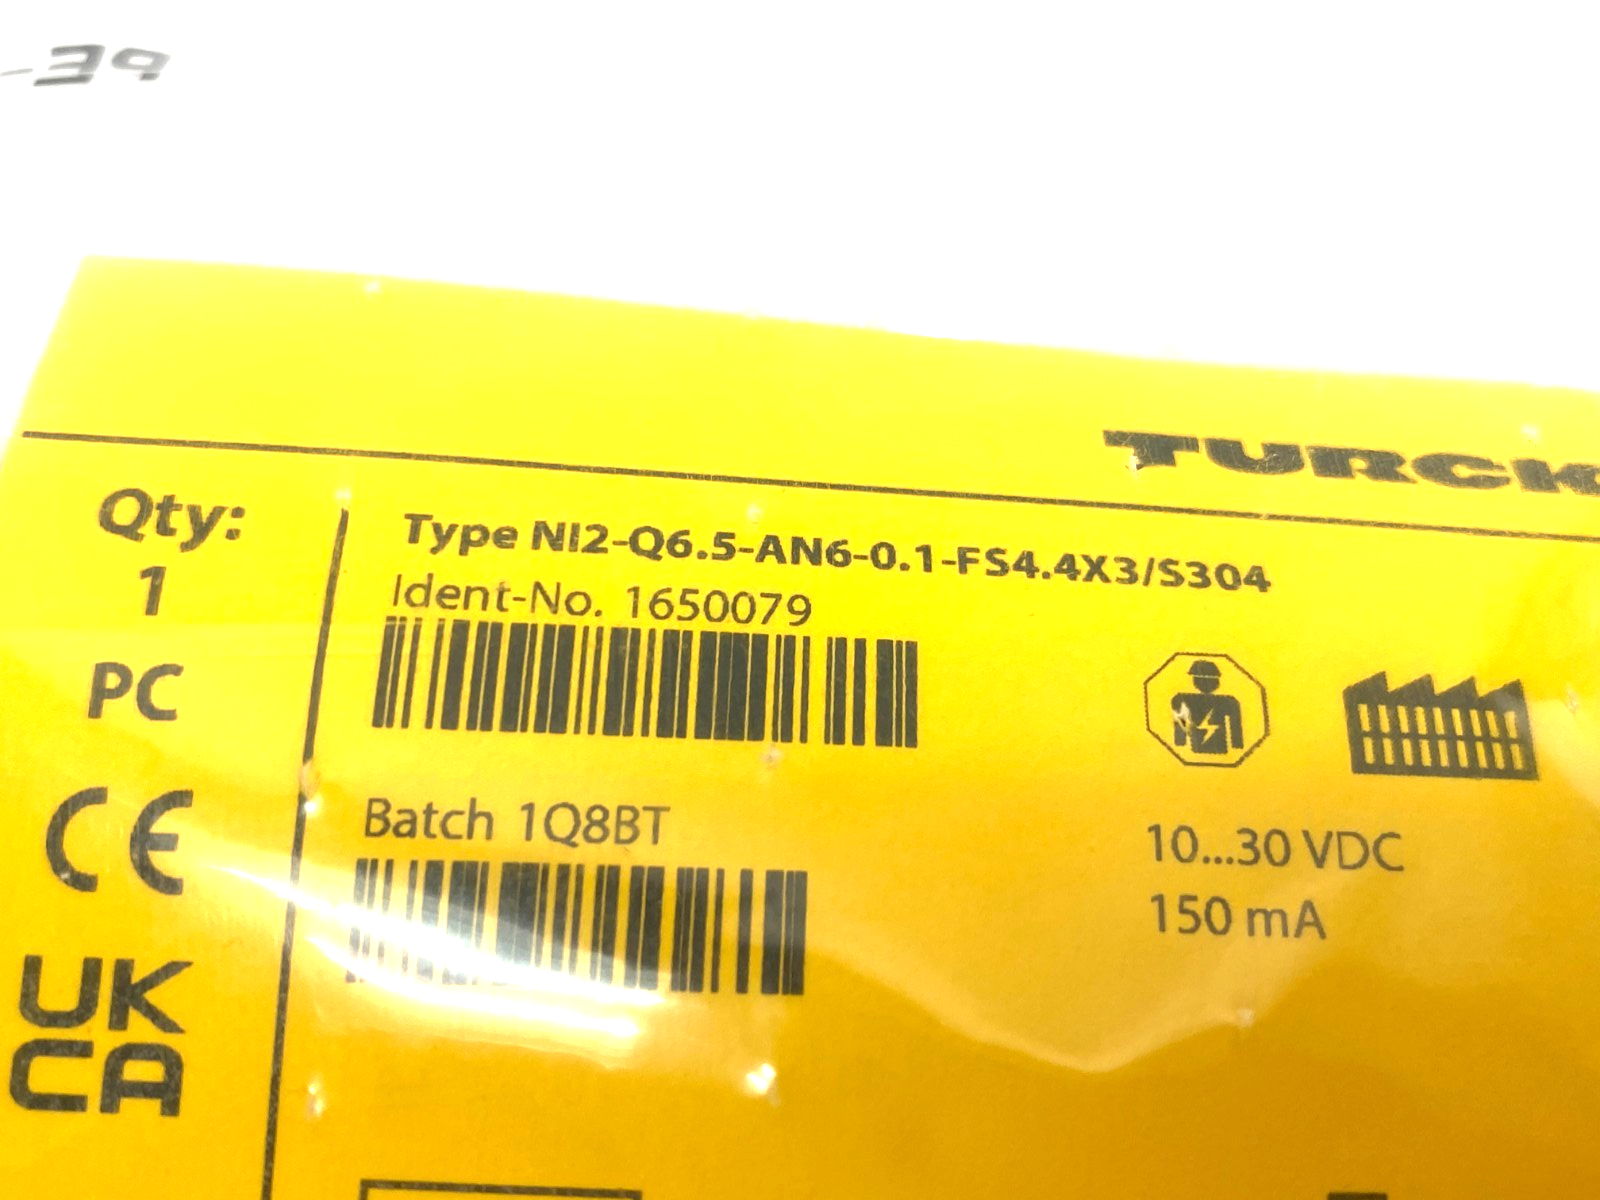 TURCK
Qty:
1
PC
Type NI2-Q6.5-AN6-0.1-FS4.4X3/S304
Ident-No. 1650079
Batch 1Q8BT
10...30 VDC
150 mA
CE
UK
CA